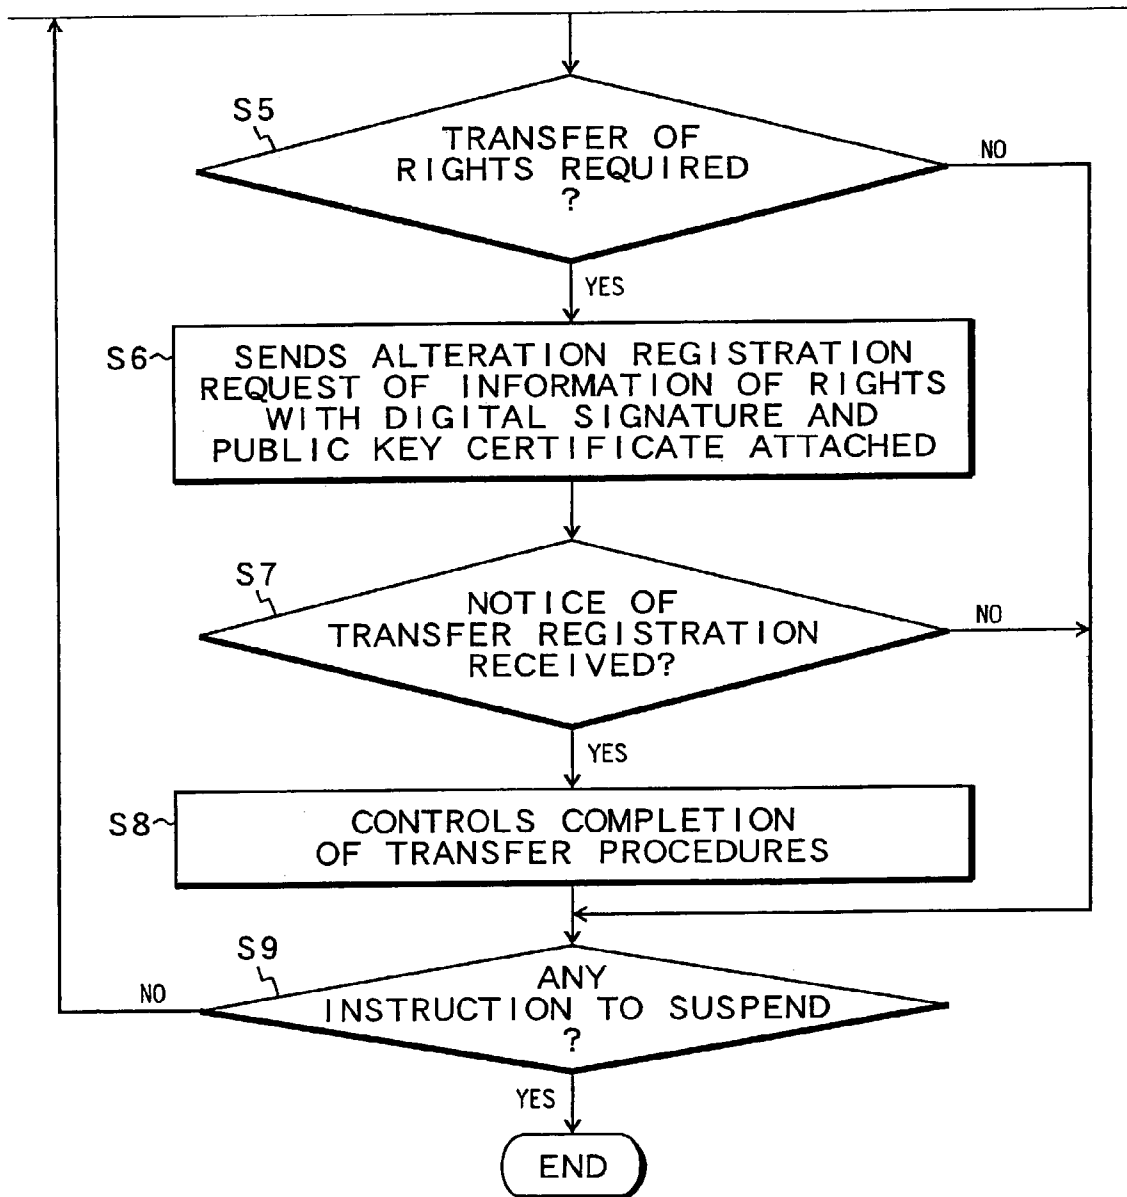 S5
TRANSFER OF
RIGHTS REQUIRED
?
NO
YES
S6
SENDS ALTERATION REGISTRATION
REQUEST OF INFORMATION OF RIGHTS
WITH DIGITAL SIGNATURE AND
PUBLIC KEY CERTIFICATE ATTACHED
S7
NOTICE OF
TRANSFER REGISTRATION
RECEIVED?
NO
YES
S8
CONTROLS COMPLETION
OF TRANSFER PROCEDURES
S9
ANY
INSTRUCTION TO SUSPEND
?
NO
YES
END